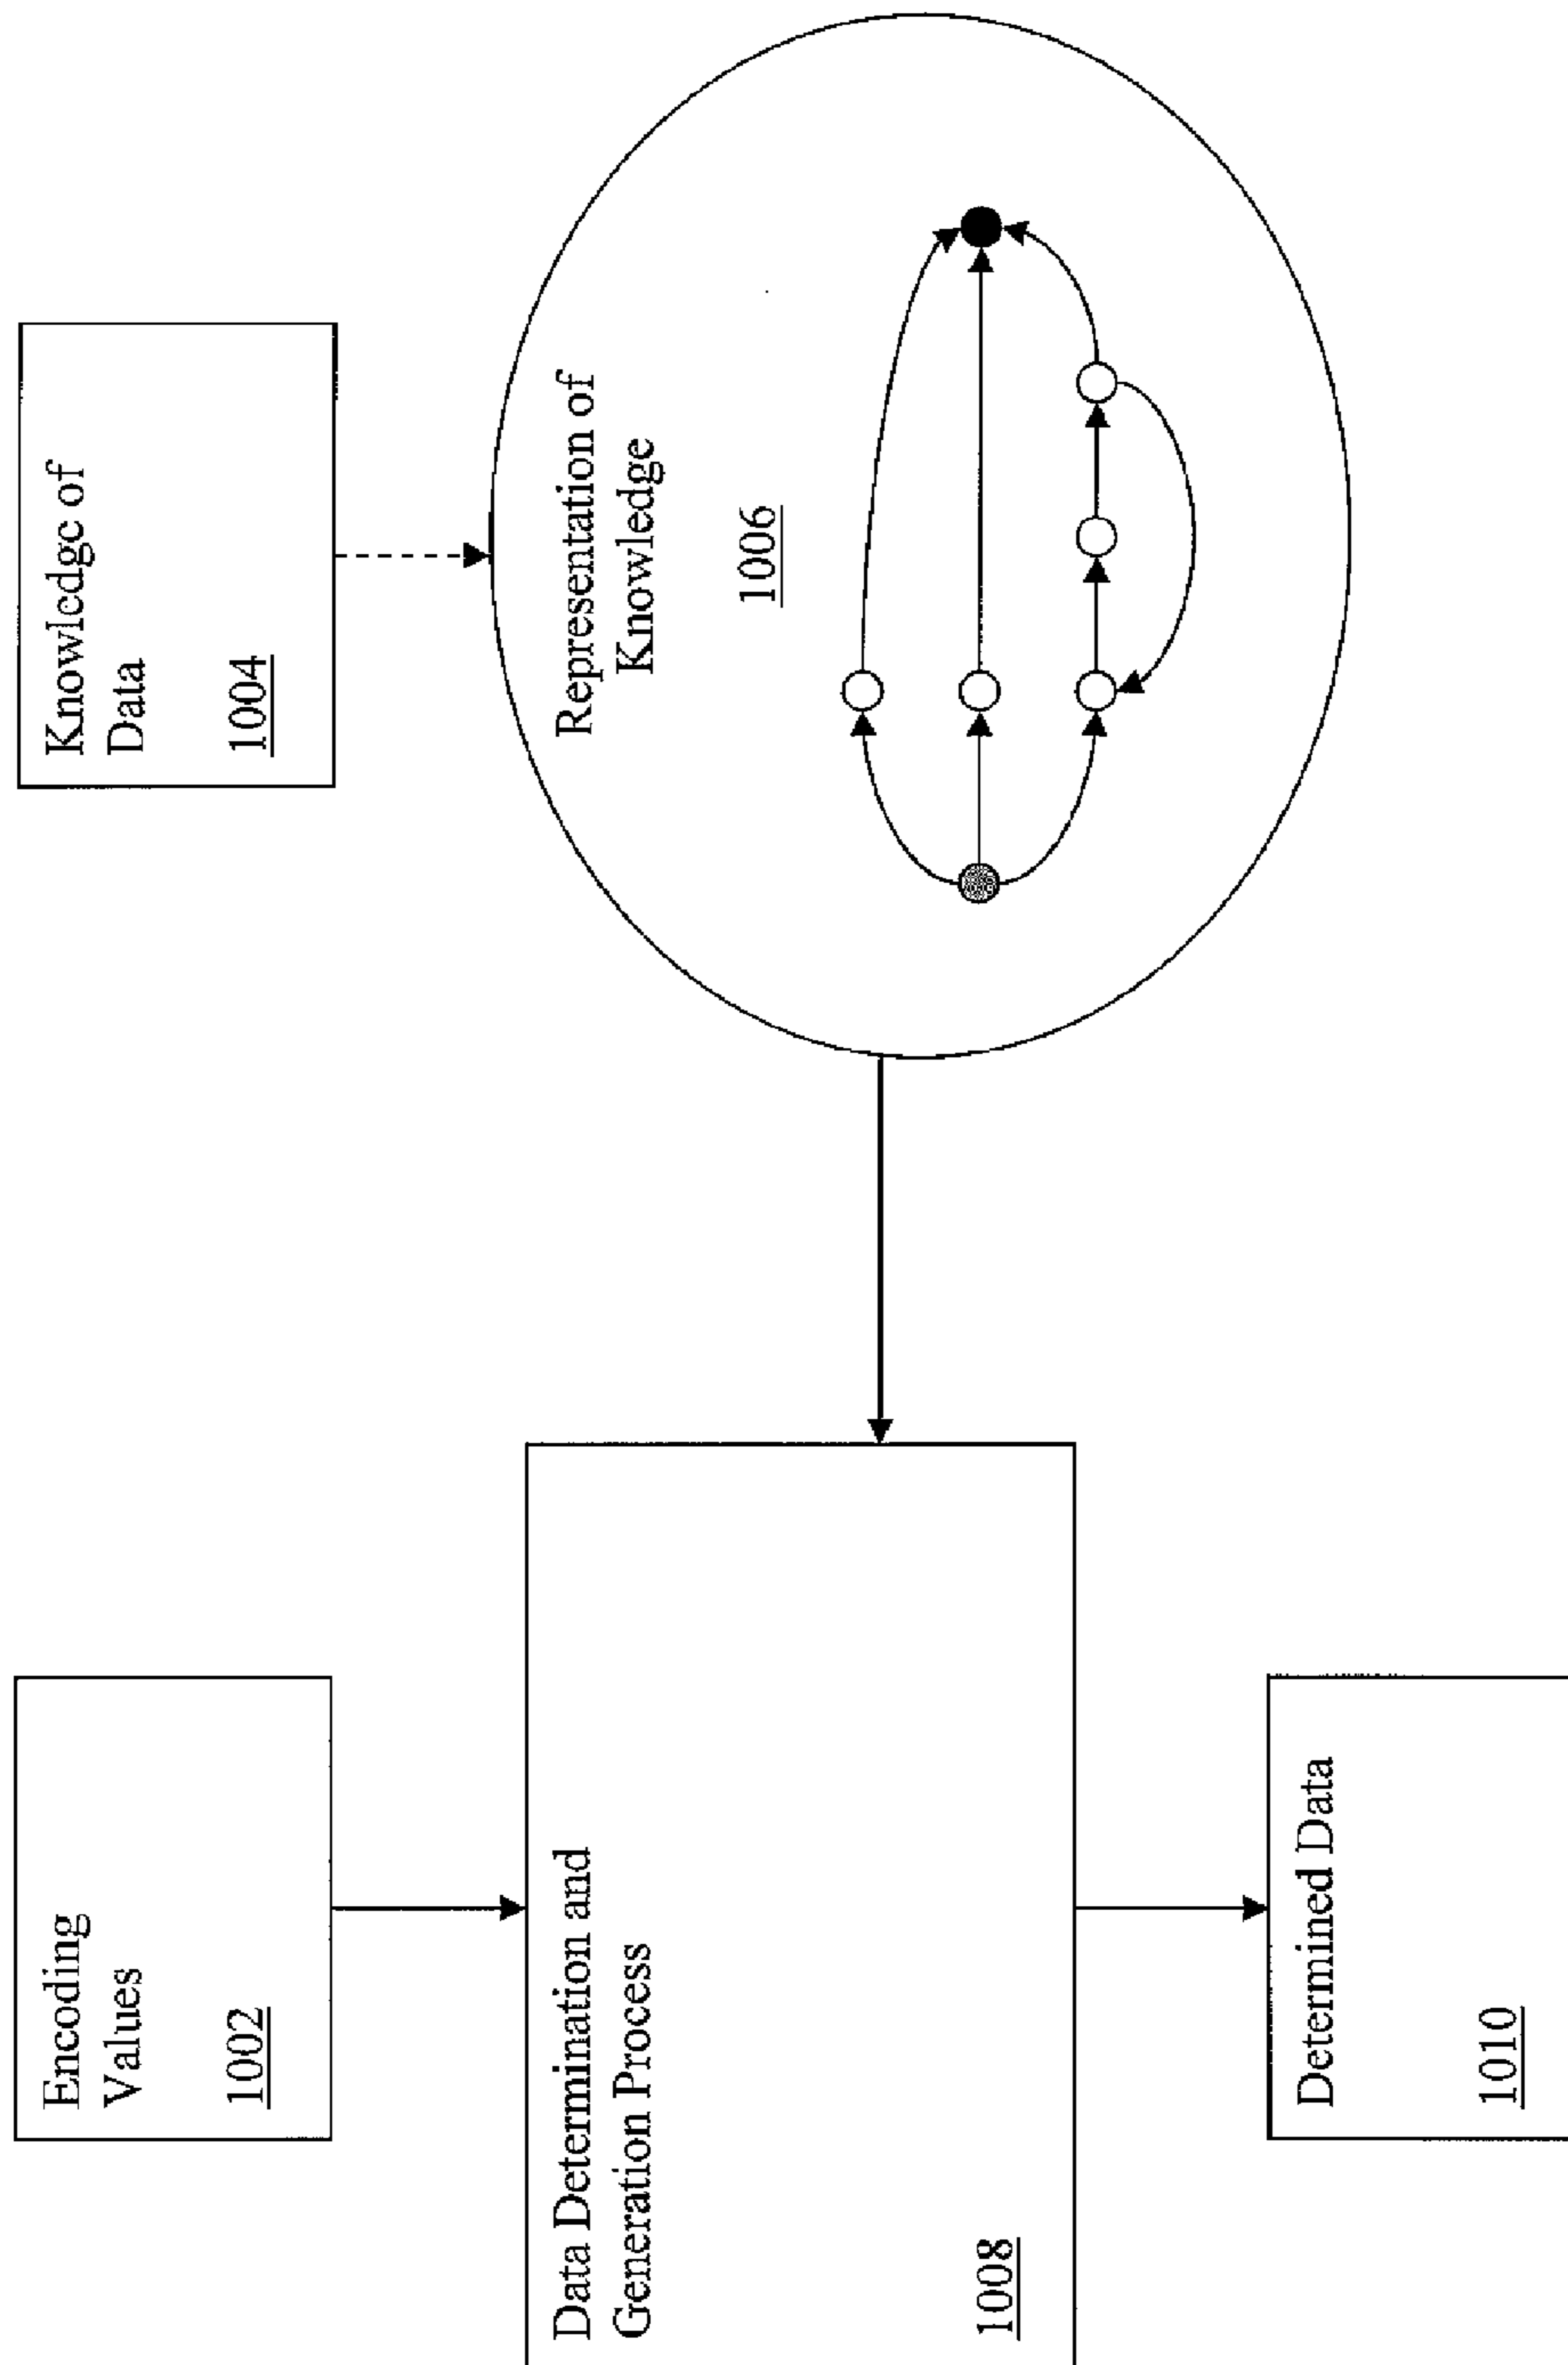 Encoding
Values
1002
Knowledge of
Data
1004
Representation of
Knowledge
1006
Data Determination and
Generation Process
1008
Determined Data
1010